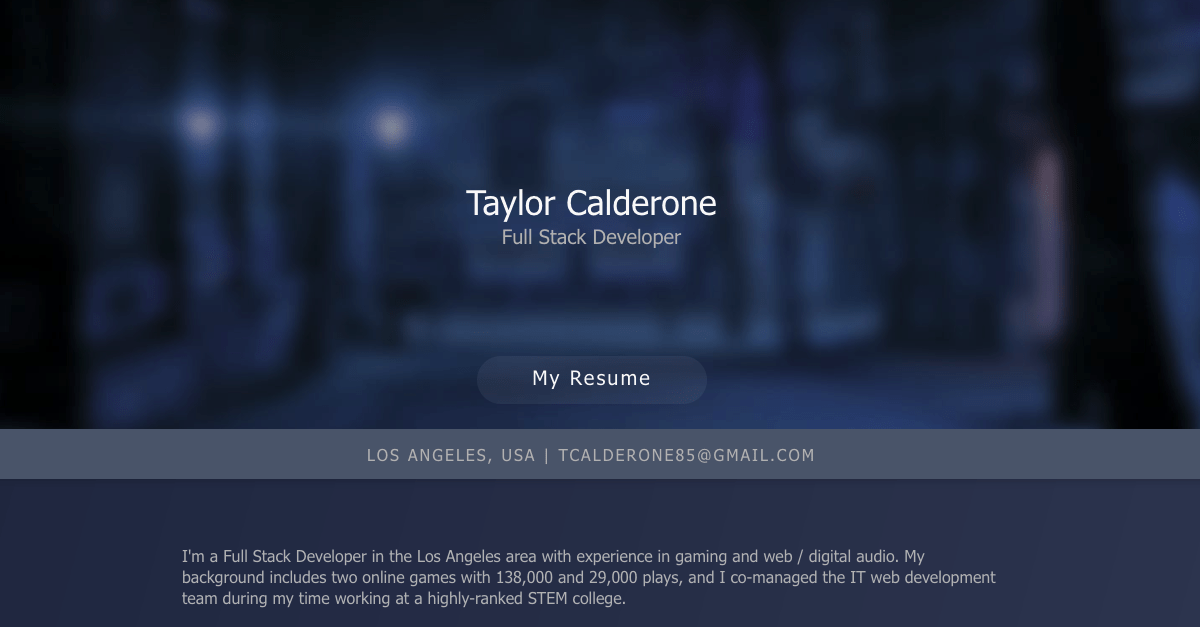 Taylor Calderone
Full Stack Developer
My Resume
LOS ANGELES, USA | TCALDERONE85@GMAIL.COM
I'm a Full Stack Developer in the Los Angeles area with experience in gaming and web / digital audio. My
background includes two online games with 138,000 and 29,000 plays, and I co-managed the IT web development
team during my time working at a highly-ranked STEM college.